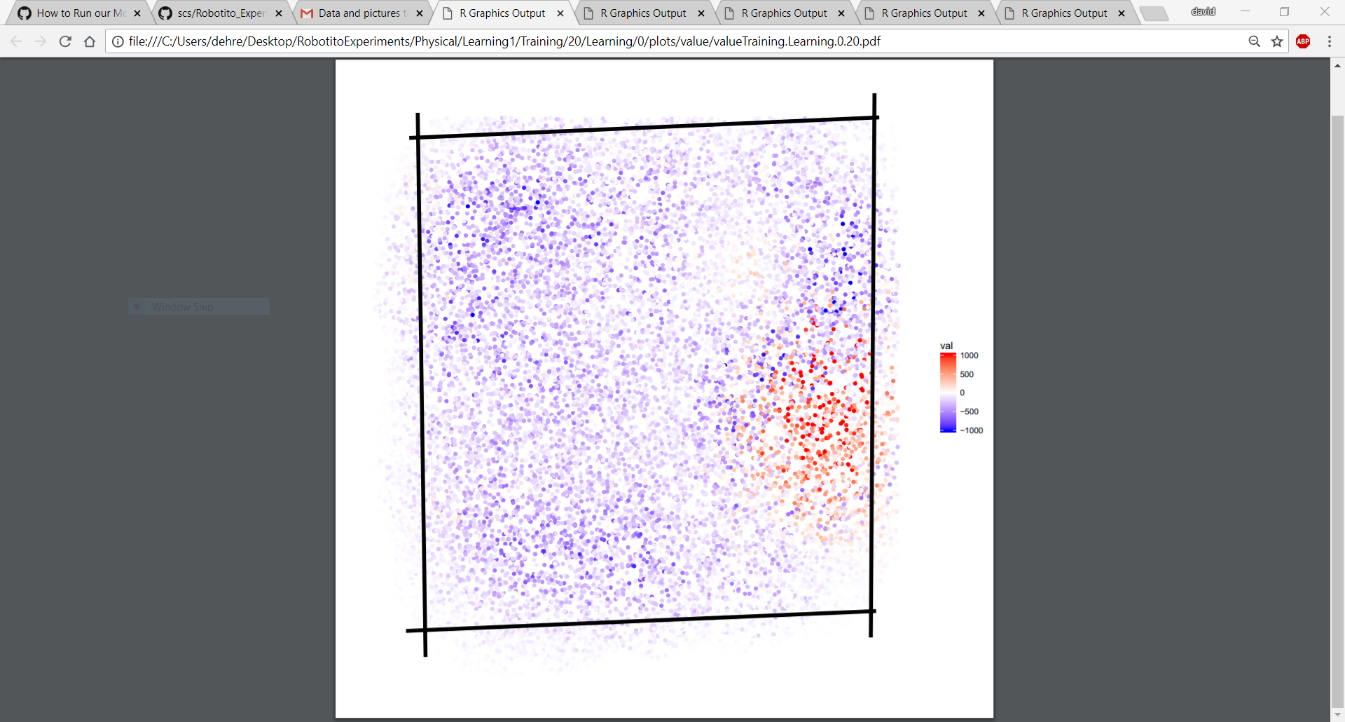 How to Run our Mo
scs/Robotito_Exper
Data and pictures t
R Graphics Output
R Graphics Output
R Graphics Output
R Graphics Output
R Graphics Output
david
file:///C:/Users/dehre/Desktop/RobotitoExperiments/Physical/Learning1/Training/20/Learning/0/plots/value/valueTraining.Learning.0.20.pdf
ABP
Window Snip
val
1000
500
0
−500
−1000